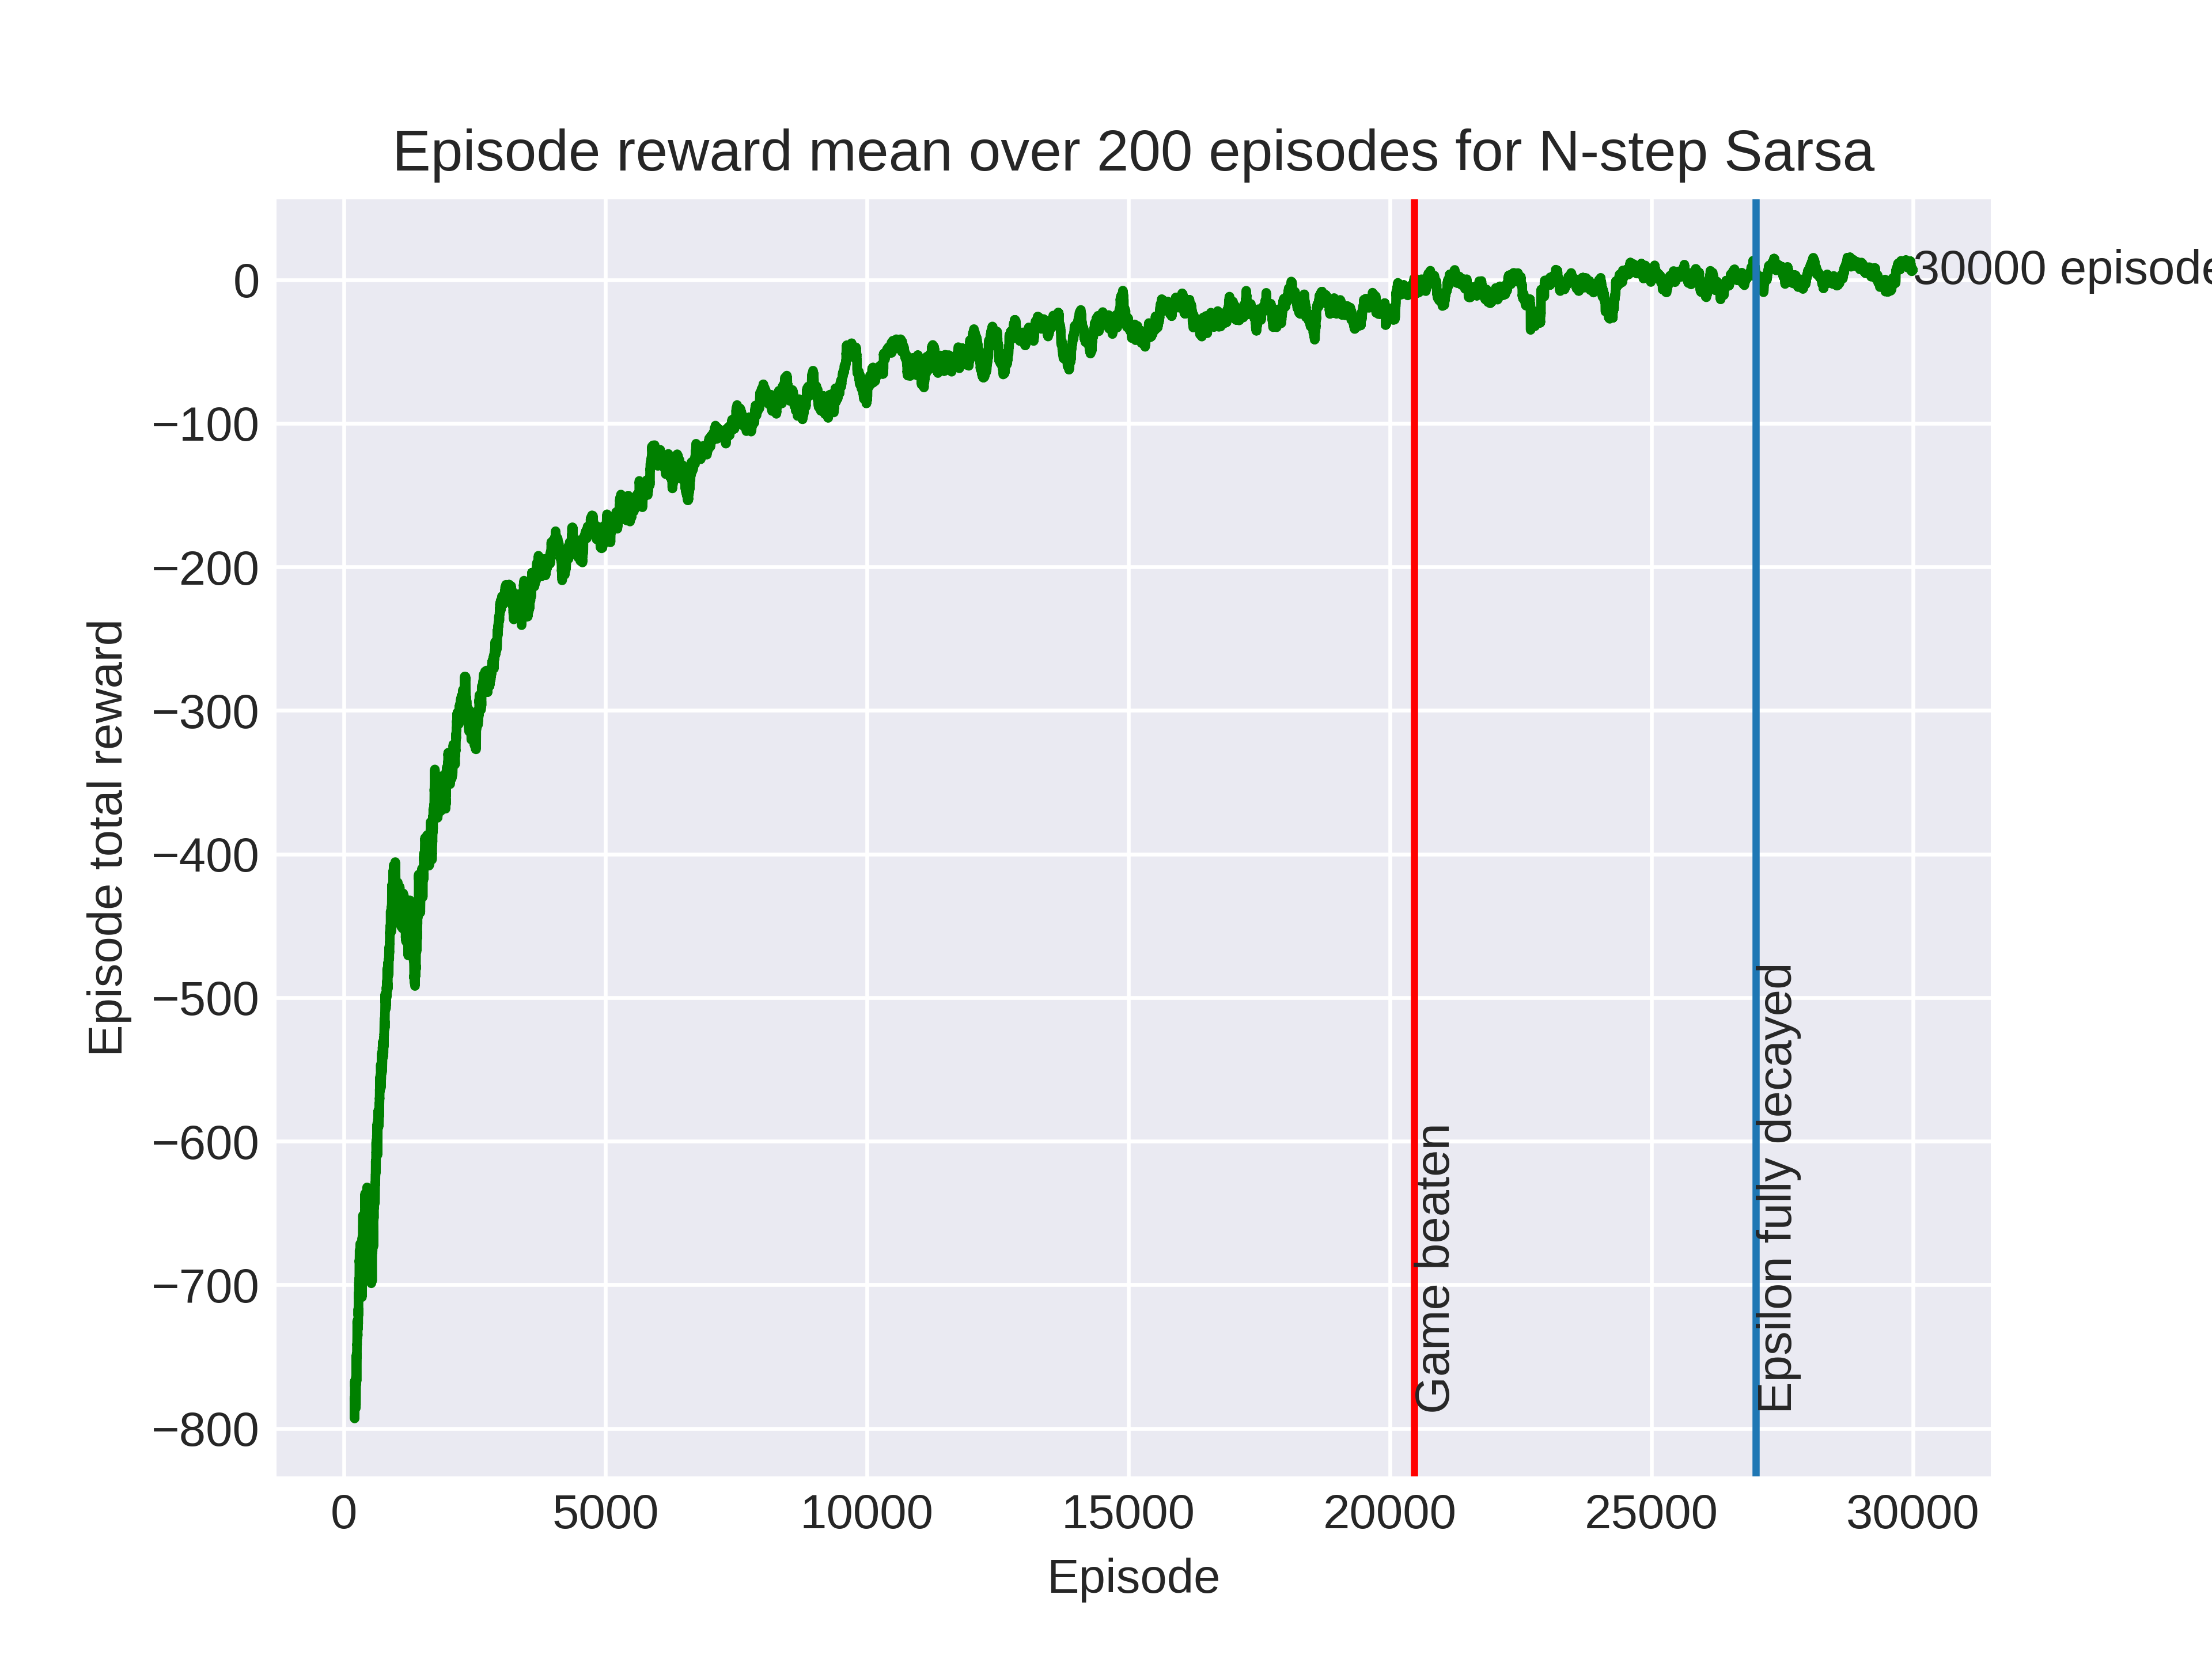 Episode reward mean over 200 episodes for N-step Sarsa
Episode total reward
0
−100
−200
−300
−400
−500
−600
−700
−800
30000 episode
Game beaten
Epsilon fully decayed
0
5000
10000
15000
20000
25000
30000
Episode